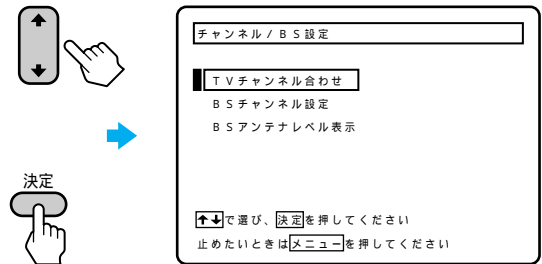 決定
チャンネル/BS設定
TVチャンネル合わせ
BSチャンネル設定
BSアンテナレベル表示
↑↓で選び、決定を押してください
止めたいときはメニューを押してください